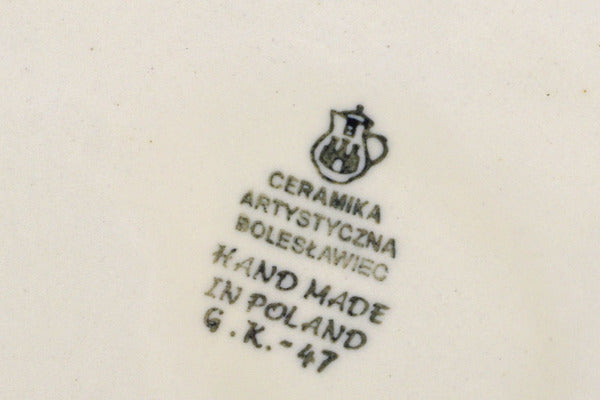 CERAMIKA
ARTYSTYCZNA
BOLESŁAWIEC
HAND MADE
IN POLAND
G.K.-47